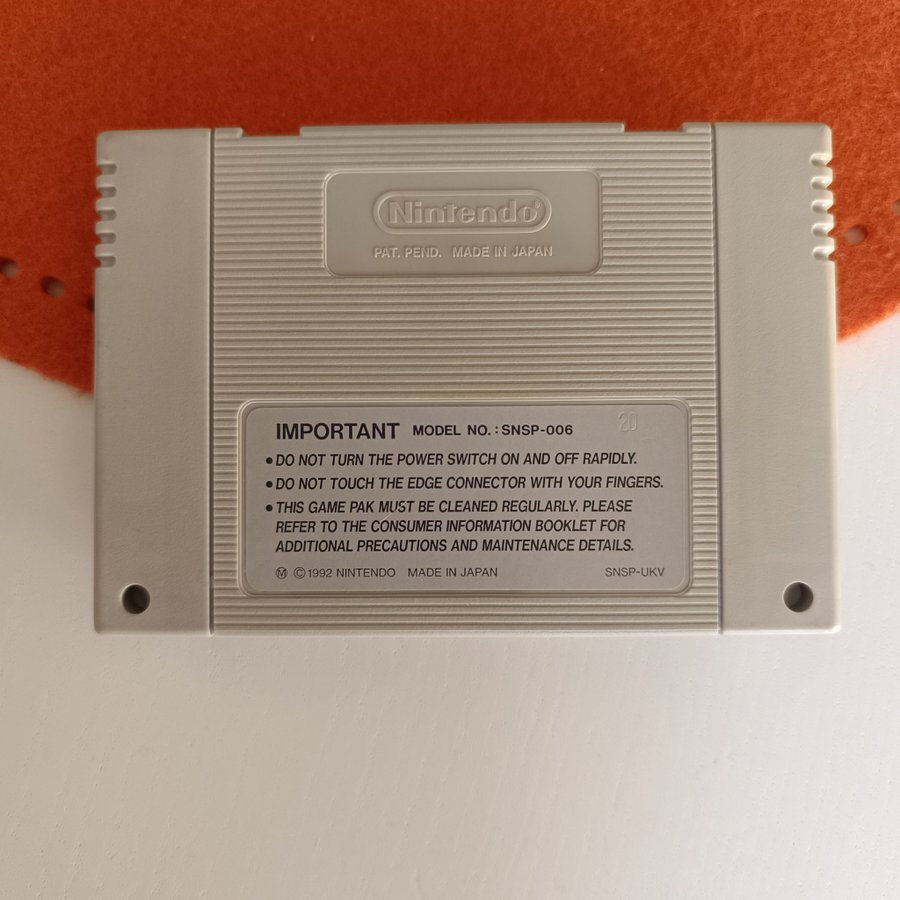 Nintendo®
PAT. PEND. MADE IN JAPAN
IMPORTANT MODEL NO. : SNSP-006
20
● DO NOT TURN THE POWER SWITCH ON AND OFF RAPIDLY.
● DO NOT TOUCH THE EDGE CONNECTOR WITH YOUR FINGERS.
● THIS GAME PAK MUST BE CLEANED REGULARLY. PLEASE
REFER TO THE CONSUMER INFORMATION BOOKLET FOR
ADDITIONAL PRECAUTIONS AND MAINTENANCE DETAILS.
Ⓜ ©1992 NINTENDO MADE IN JAPAN SNSP-UKV